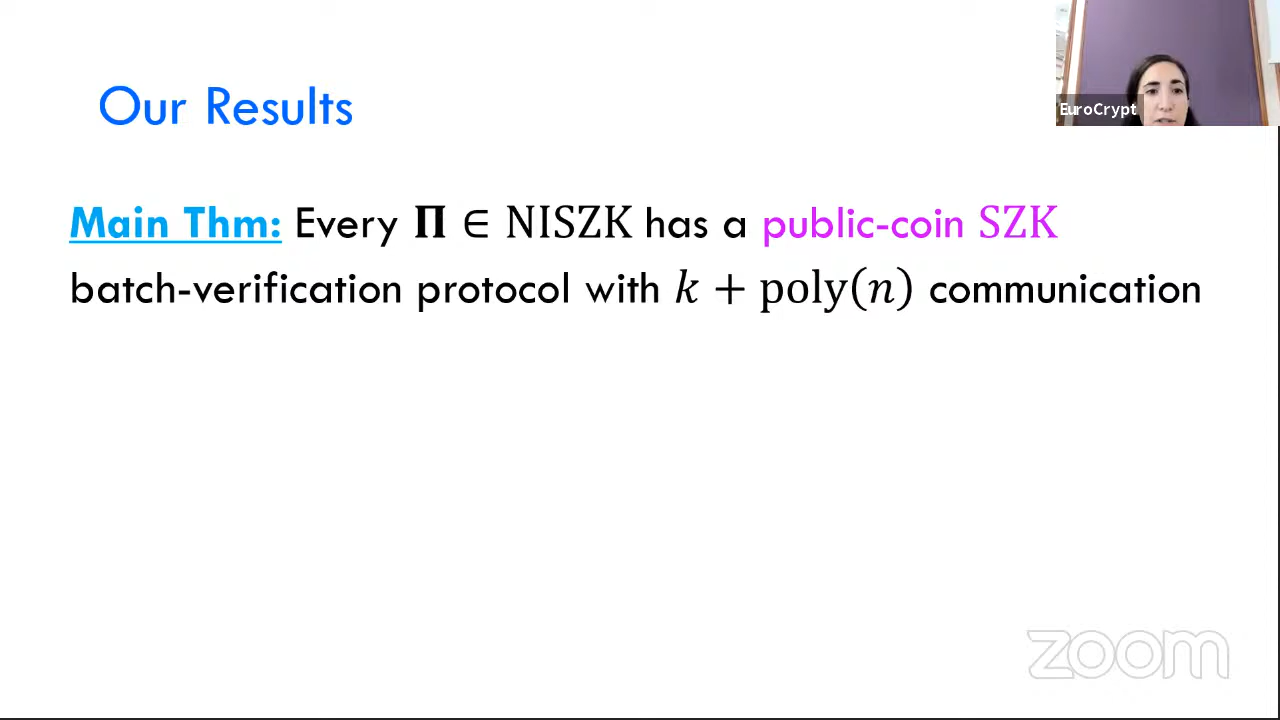 EuroCrypt
Our Results
Main Thm: Every Π ∈ NISZK has a public-coin SZK
batch-verification protocol with k + poly(n) communication
zoom